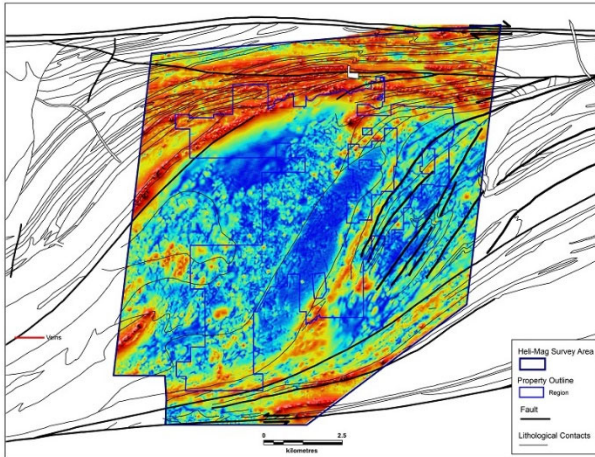 Veins
Heli-Mag Survey Area
Property Outline
Region
Fault
Lithological Contacts
0 2.5
kilometres